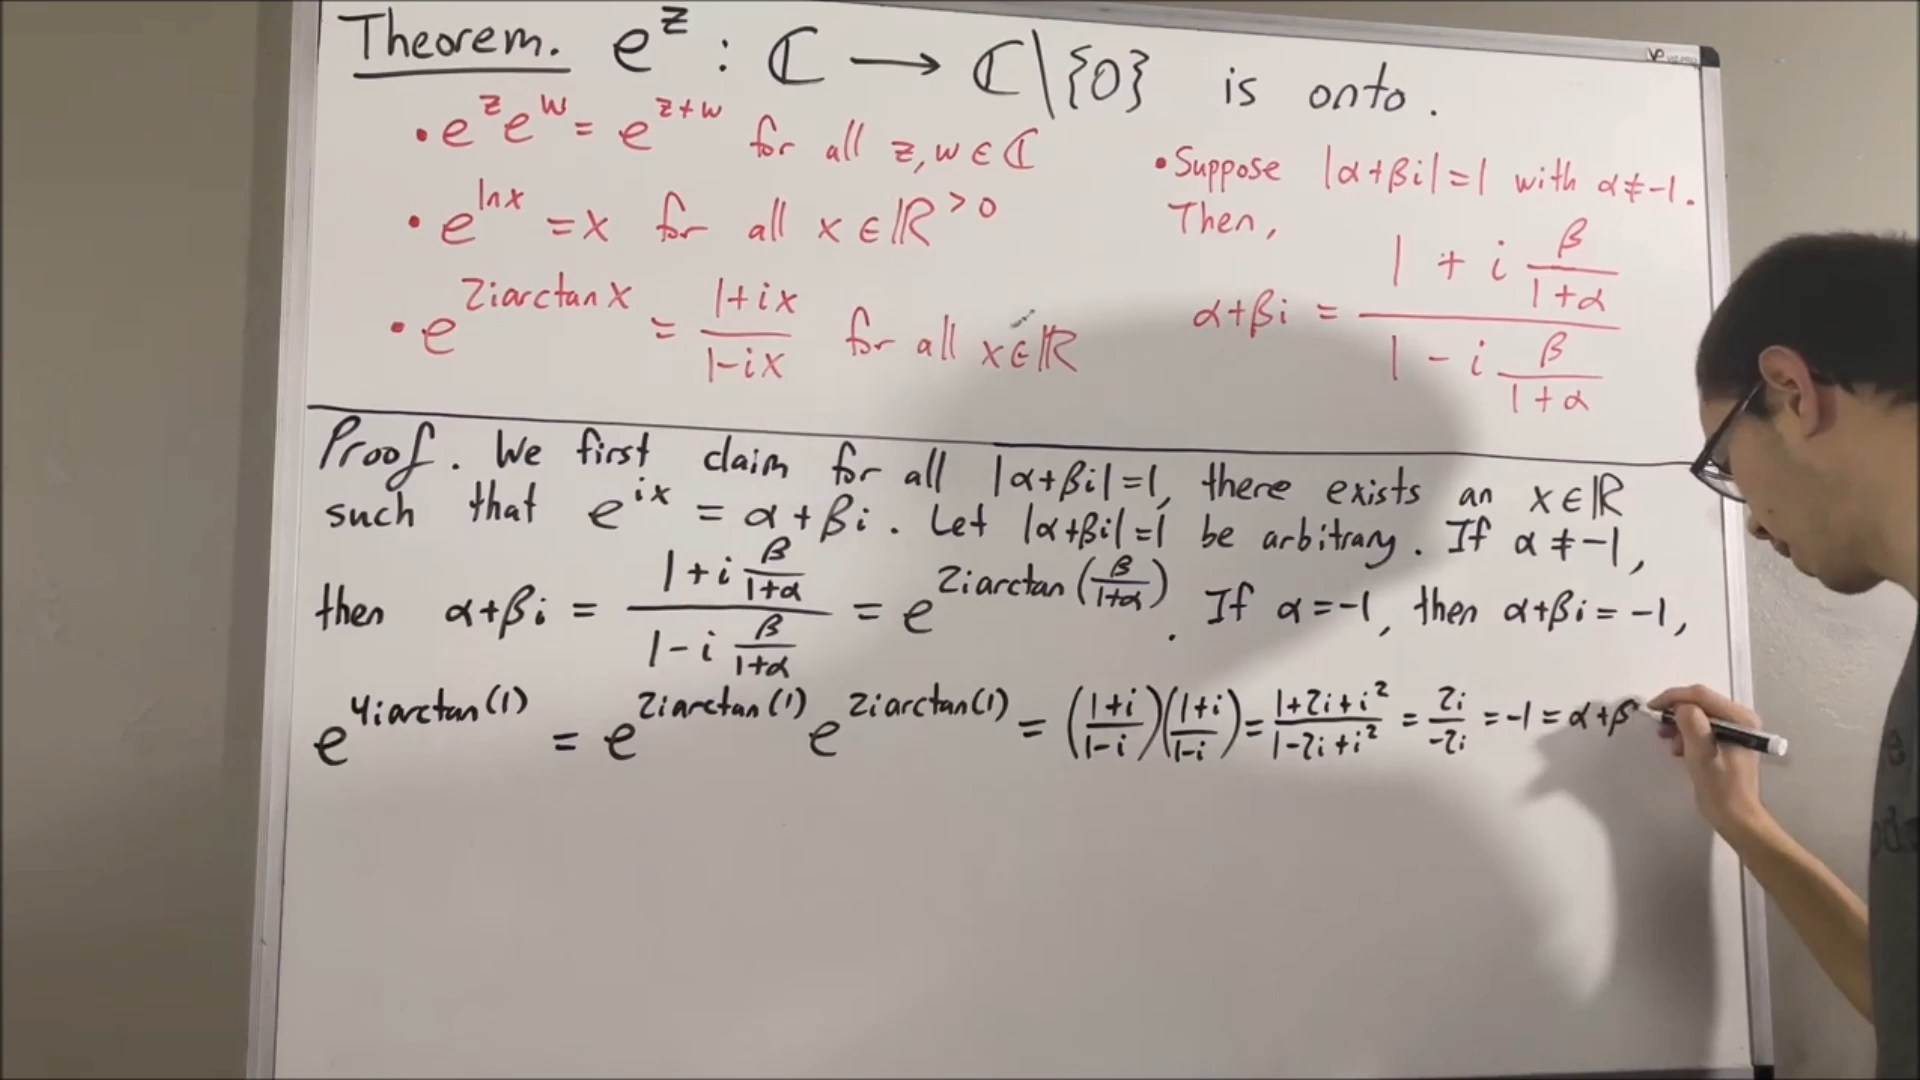 Theorem. e^z : ℂ → ℂ\{0} is onto.
• e^z e^w = e^{z+w} for all z, w ∈ ℂ
• e^{ln x} = x for all x ∈ ℝ^{>0}
• e^{2i arctan x} = (1+ix)/(1-ix) for all x ∈ ℝ
• Suppose |α+βi| = 1 with α ≠ -1.
Then,
α+βi = (1 + i β/(1+α))/(1 - i β/(1+α))
Proof. We first claim for all |α+βi|=1, there exists an x ∈ ℝ
such that e^{ix} = α+βi. Let |α+βi|=1 be arbitrary. If α ≠ -1,
then α+βi = (1+i β/(1+α))/(1-i β/(1+α)) = e^{2i arctan(β/(1+α))}. If α = -1, then α+βi = -1,
e^{4i arctan(1)} = e^{2i arctan(1)} e^{2i arctan(1)} = ((1+i)/(1-i))((1+i)/(1-i)) = (1+2i+i²)/(1-2i+i²) = 2i/-2i = -1 = α+β